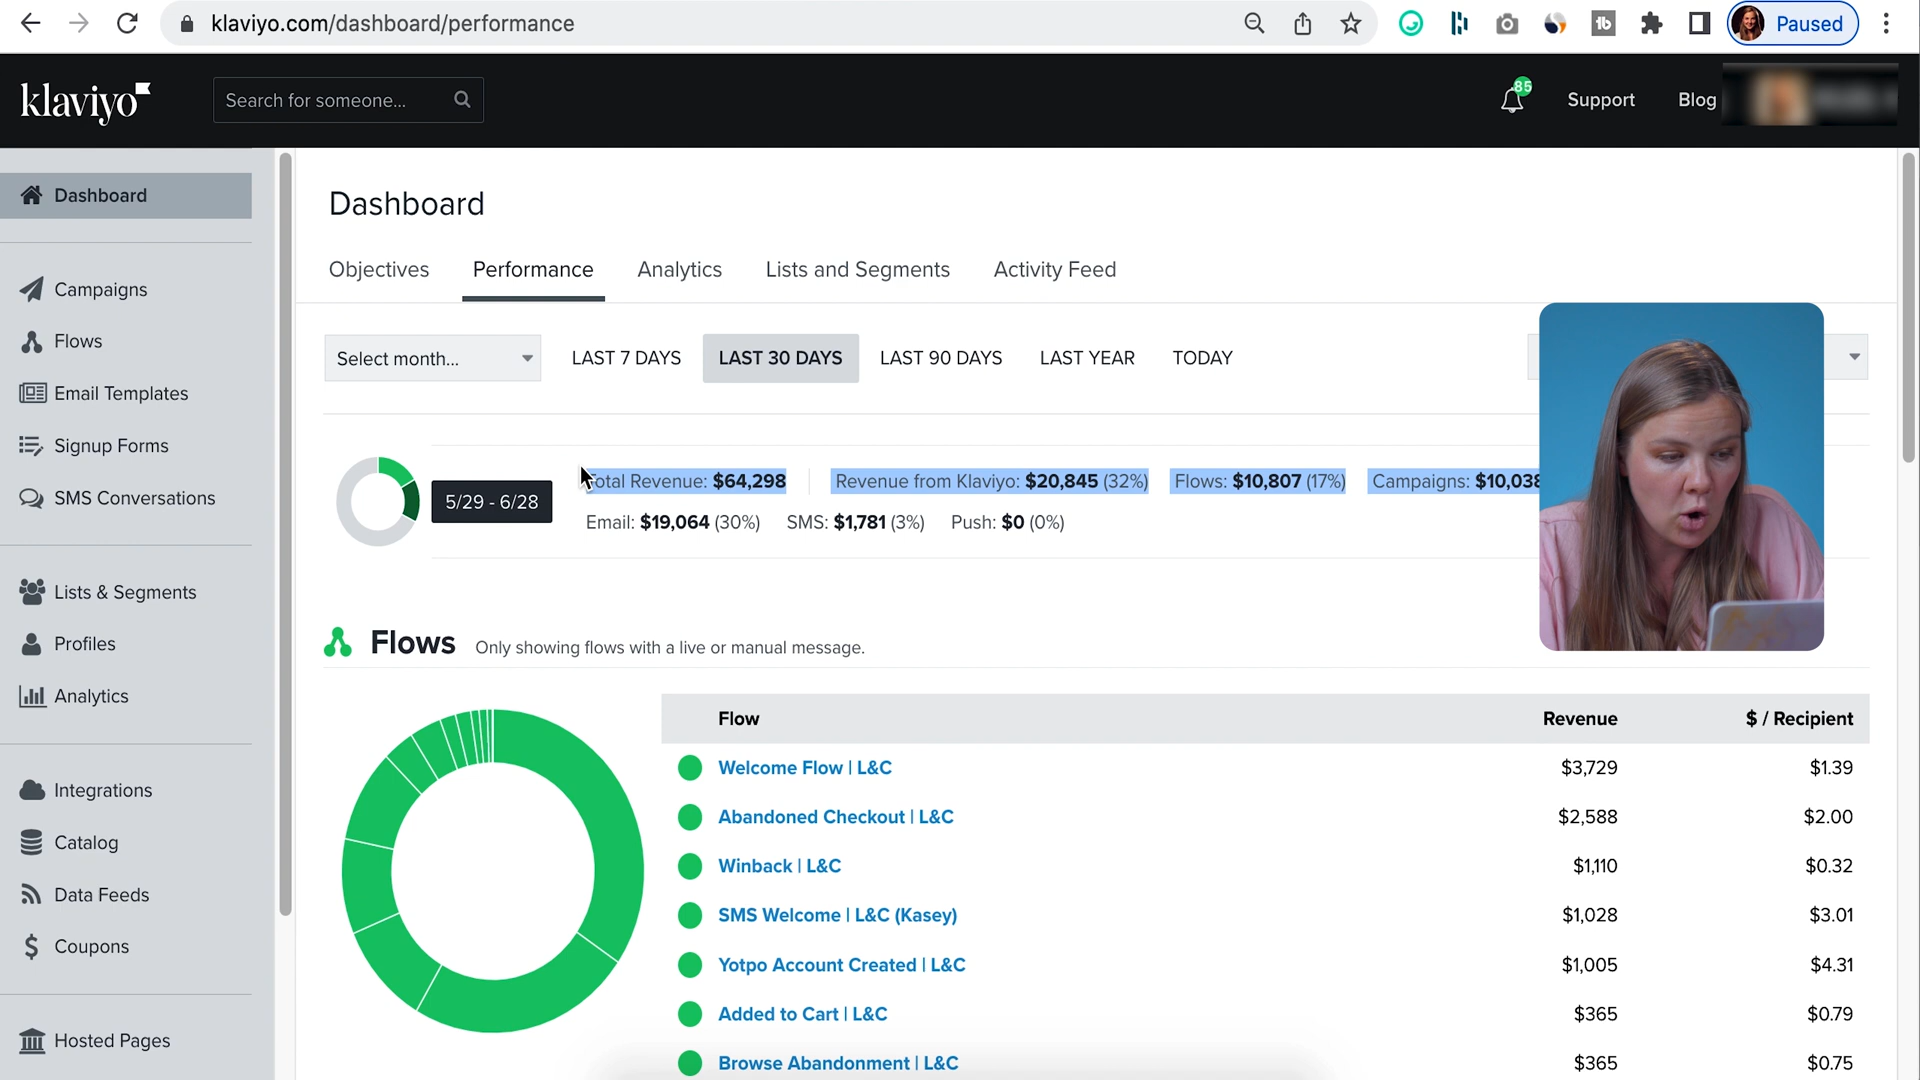 klaviyo.com/dashboard/performance
Paused
klaviyo
Search for someone...
85
Support
Blog
Dashboard
Campaigns
Flows
Email Templates
Signup Forms
SMS Conversations
Lists & Segments
Profiles
Analytics
Integrations
Catalog
Data Feeds
Coupons
Hosted Pages
Dashboard
Objectives
Performance
Analytics
Lists and Segments
Activity Feed
Select month...
LAST 7 DAYS
LAST 30 DAYS
LAST 90 DAYS
LAST YEAR
TODAY
5/29 - 6/28
Total Revenue: $64,298
Revenue from Klaviyo: $20,845 (32%)
Flows: $10,807 (17%)
Campaigns: $10,038
Email: $19,064 (30%)
SMS: $1,781 (3%)
Push: $0 (0%)
Flows
Only showing flows with a live or manual message.
Flow Revenue $ / Recipient
Welcome Flow | L&C $3,729 $1.39
Abandoned Checkout | L&C $2,588 $2.00
Winback | L&C $1,110 $0.32
SMS Welcome | L&C (Kasey) $1,028 $3.01
Yotpo Account Created | L&C $1,005 $4.31
Added to Cart | L&C $365 $0.79
Browse Abandonment | L&C $365 $0.75